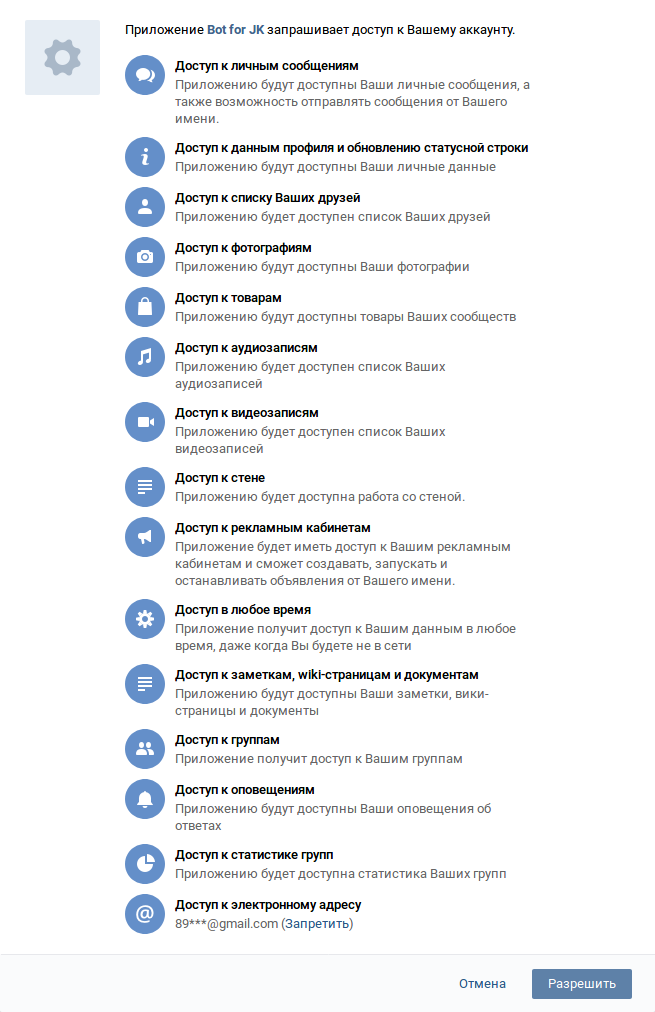 Приложение Bot for JK запрашивает доступ к Вашему аккаунту.
Доступ к личным сообщениям
Приложению будут доступны Ваши личные сообщения, а
также возможность отправлять сообщения от Вашего
имени.
Доступ к данным профиля и обновлению статусной строки
Приложению будут доступны Ваши личные данные
Доступ к списку Ваших друзей
Приложению будет доступен список Ваших друзей
Доступ к фотографиям
Приложению будут доступны Ваши фотографии
Доступ к товарам
Приложению будут доступны товары Ваших сообществ
Доступ к аудиозаписям
Приложению будет доступен список Ваших
аудиозаписей
Доступ к видеозаписям
Приложению будет доступен список Ваших
видеозаписей
Доступ к стене
Приложению будет доступна работа со стеной.
Доступ к рекламным кабинетам
Приложение будет иметь доступ к Вашим рекламным
кабинетам и сможет создавать, запускать и
останавливать объявления от Вашего имени.
Доступ в любое время
Приложение получит доступ к Вашим данным в любое
время, даже когда Вы будете не в сети
Доступ к заметкам, wiki-страницам и документам
Приложению будут доступны Ваши заметки, вики-
страницы и документы
Доступ к группам
Приложение получит доступ к Вашим группам
Доступ к оповещениям
Приложению будут доступны Ваши оповещения об
ответах
Доступ к статистике групп
Приложению будет доступна статистика Ваших групп
Доступ к электронному адресу
89***@gmail.com (Запретить)
Отмена
Разрешить